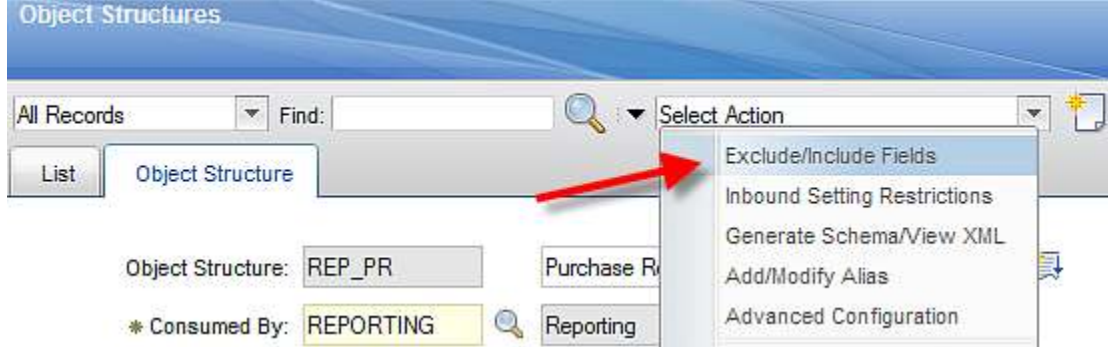 Object Structures
All Records Find: Select Action
Exclude/Include Fields
List Object Structure
Inbound Setting Restrictions
Generate Schema/View XML
Object Structure: REP_PR Purchase Re
Add/Modify Alias
Advanced Configuration
* Consumed By: REPORTING Reporting